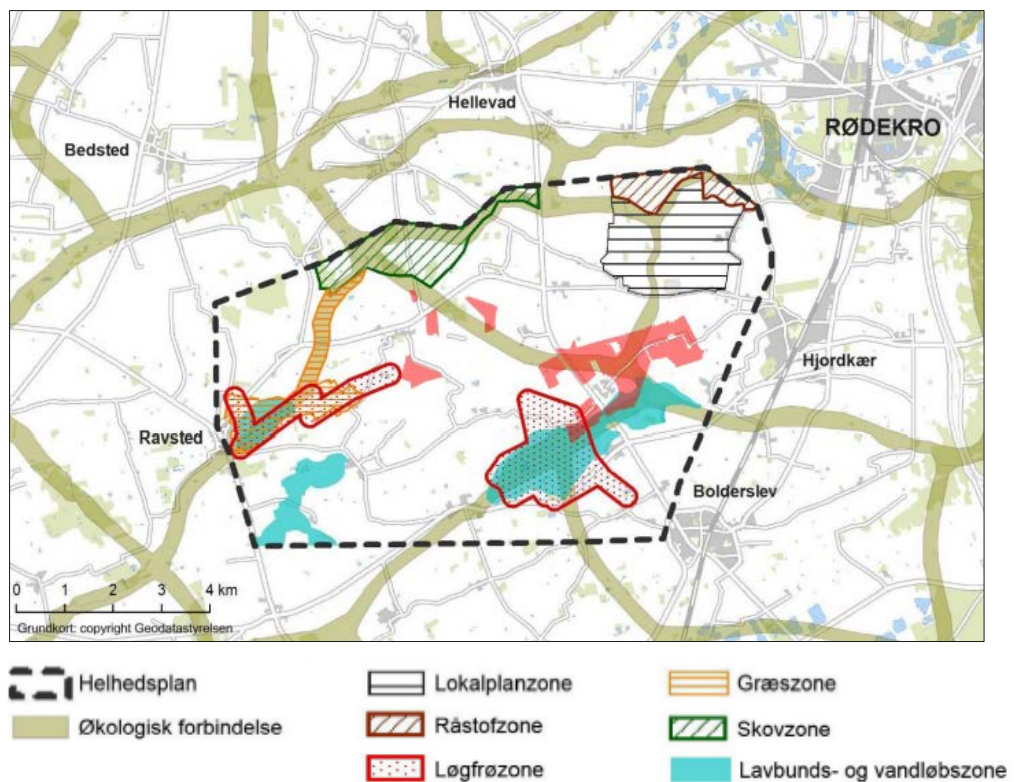 Hellevad
Bedsted
RØDEKRO
Hjordkær
Ravsted
Bolderslev
0 1 2 3 4 km
Grundkort: copyright Geodatastyrelsen
Helhedsplan
Lokalplanzone
Græszone
Økologisk forbindelse
Råstofzone
Skovzone
Løgfrøzone
Lavbunds- og vandløbszone